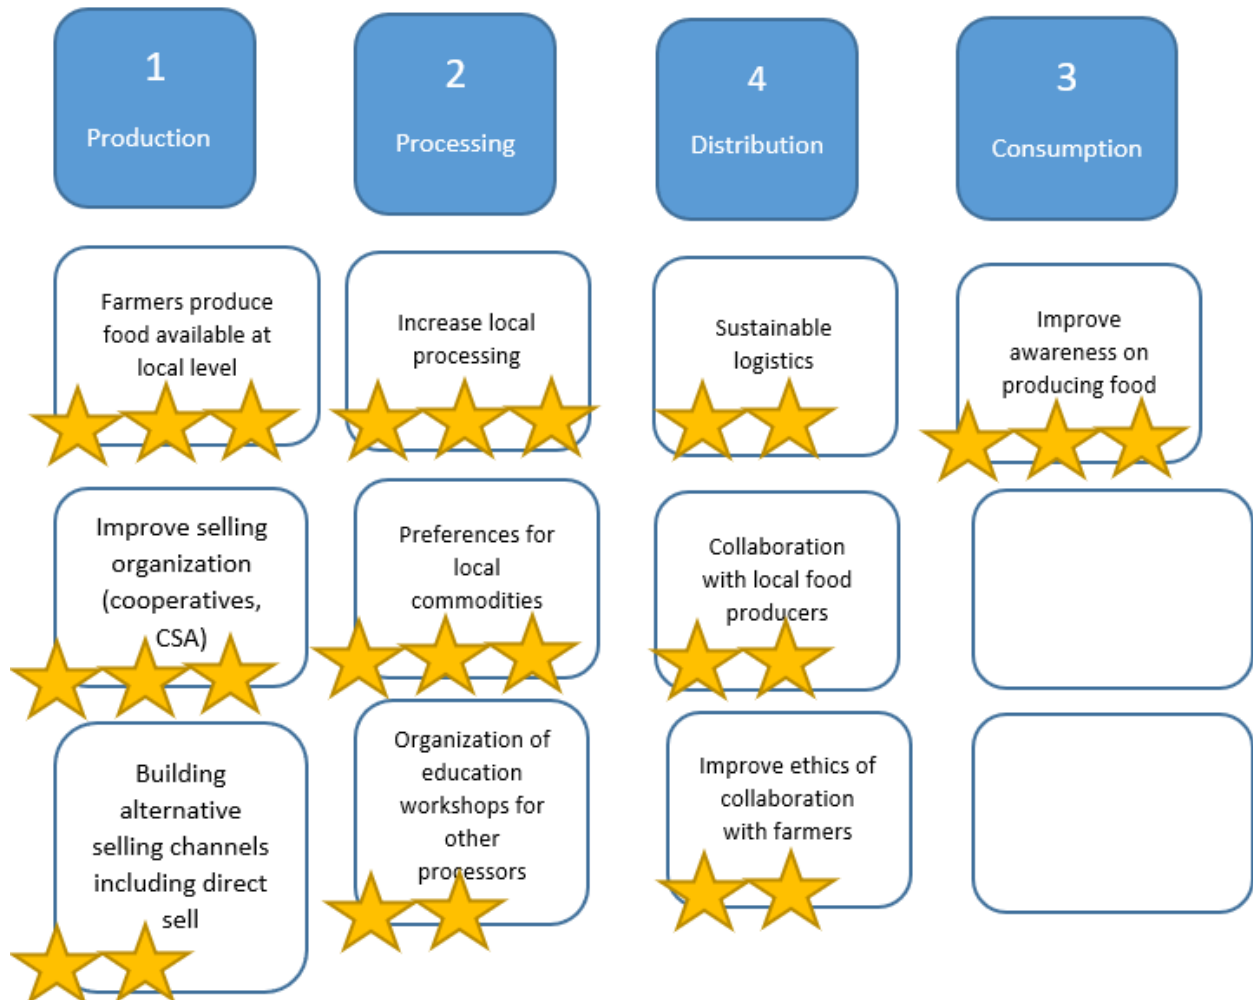 1
Production
2
Processing
4
Distribution
3
Consumption
Farmers produce
food available at
local level
Increase local
processing
Sustainable
logistics
Improve
awareness on
producing food
Improve selling
organization
(cooperatives,
CSA)
Preferences for
local
commodities
Collaboration
with local food
producers
Building
alternative
selling channels
including direct
sell
Organization of
education
workshops for
other
processors
Improve ethics of
collaboration
with farmers